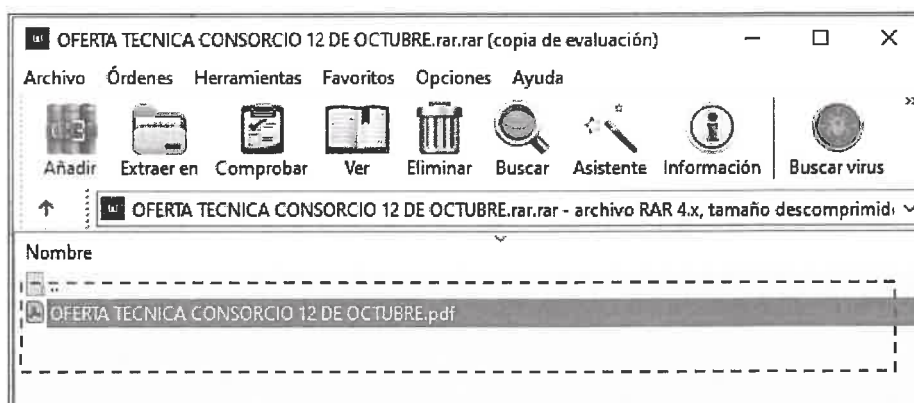 OFERTA TECNICA CONSORCIO 12 DE OCTUBRE.rar.rar (copia de evaluación)
Archivo Órdenes Herramientas Favoritos Opciones Ayuda
Añadir Extraer en Comprobar Ver Eliminar Buscar Asistente Información Buscar virus
OFERTA TECNICA CONSORCIO 12 DE OCTUBRE.rar.rar - archivo RAR 4.x, tamaño descomprimid
Nombre
..
OFERTA TECNICA CONSORCIO 12 DE OCTUBRE.pdf